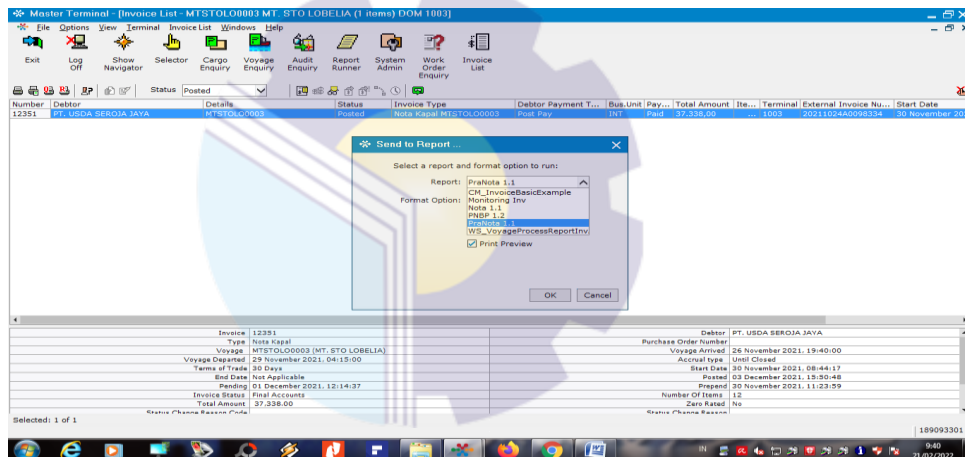 Master Terminal - [Invoice List - MTSTOLO0003 MT. STO LOBELIA (1 items) DOM 1003]
File Options View Terminal Invoice List Windows Help
Exit Log Off Show Navigator Selector Cargo Enquiry Voyage Enquiry Audit Enquiry Report Runner System Admin Work Order Enquiry Invoice List
Status Posted
Number Debtor Details Status Invoice Type Debtor Payment T... Bus.Unit Pay... Total Amount Ite... Terminal External Invoice Nu... Start Date
12351 PT. USDA SEROJA JAYA MTSTOLO0003 Posted Nota Kapal MTSTOLO0003 Post Pay INT Paid 37.338,00 ... 1003 20211024A0098334 30 November 20
Send to Report ...
Select a report and format option to run:
Report: PraNota 1.1
CM_InvoiceBasicExample
Format Option: Monitoring Inv
Nota 1.1
PNBP 1.2
PraNota 1.1
WS_VoyageProcessReportInv
Print Preview
OK Cancel
Invoice 12351 Debtor PT. USDA SEROJA JAYA
Type Nota Kapal Purchase Order Number
Voyage MTSTOLO0003 (MT. STO LOBELIA) Voyage Arrived 26 November 2021, 19:40:00
Voyage Departed 29 November 2021, 04:15:00 Accrual type Until Closed
Terms of Trade 30 Days Start Date 30 November 2021, 08:44:17
End Date Not Applicable Posted 03 December 2021, 15:50:48
Pending 01 December 2021, 12:14:37 Prepend 30 November 2021, 11:23:59
Invoice Status Final Accounts Number Of Items 12
Total Amount 37,338.00 Zero Rated No
Status Change Reason Code Status Change Reason
Selected: 1 of 1
189093301
IN 9:40
21/02/2022